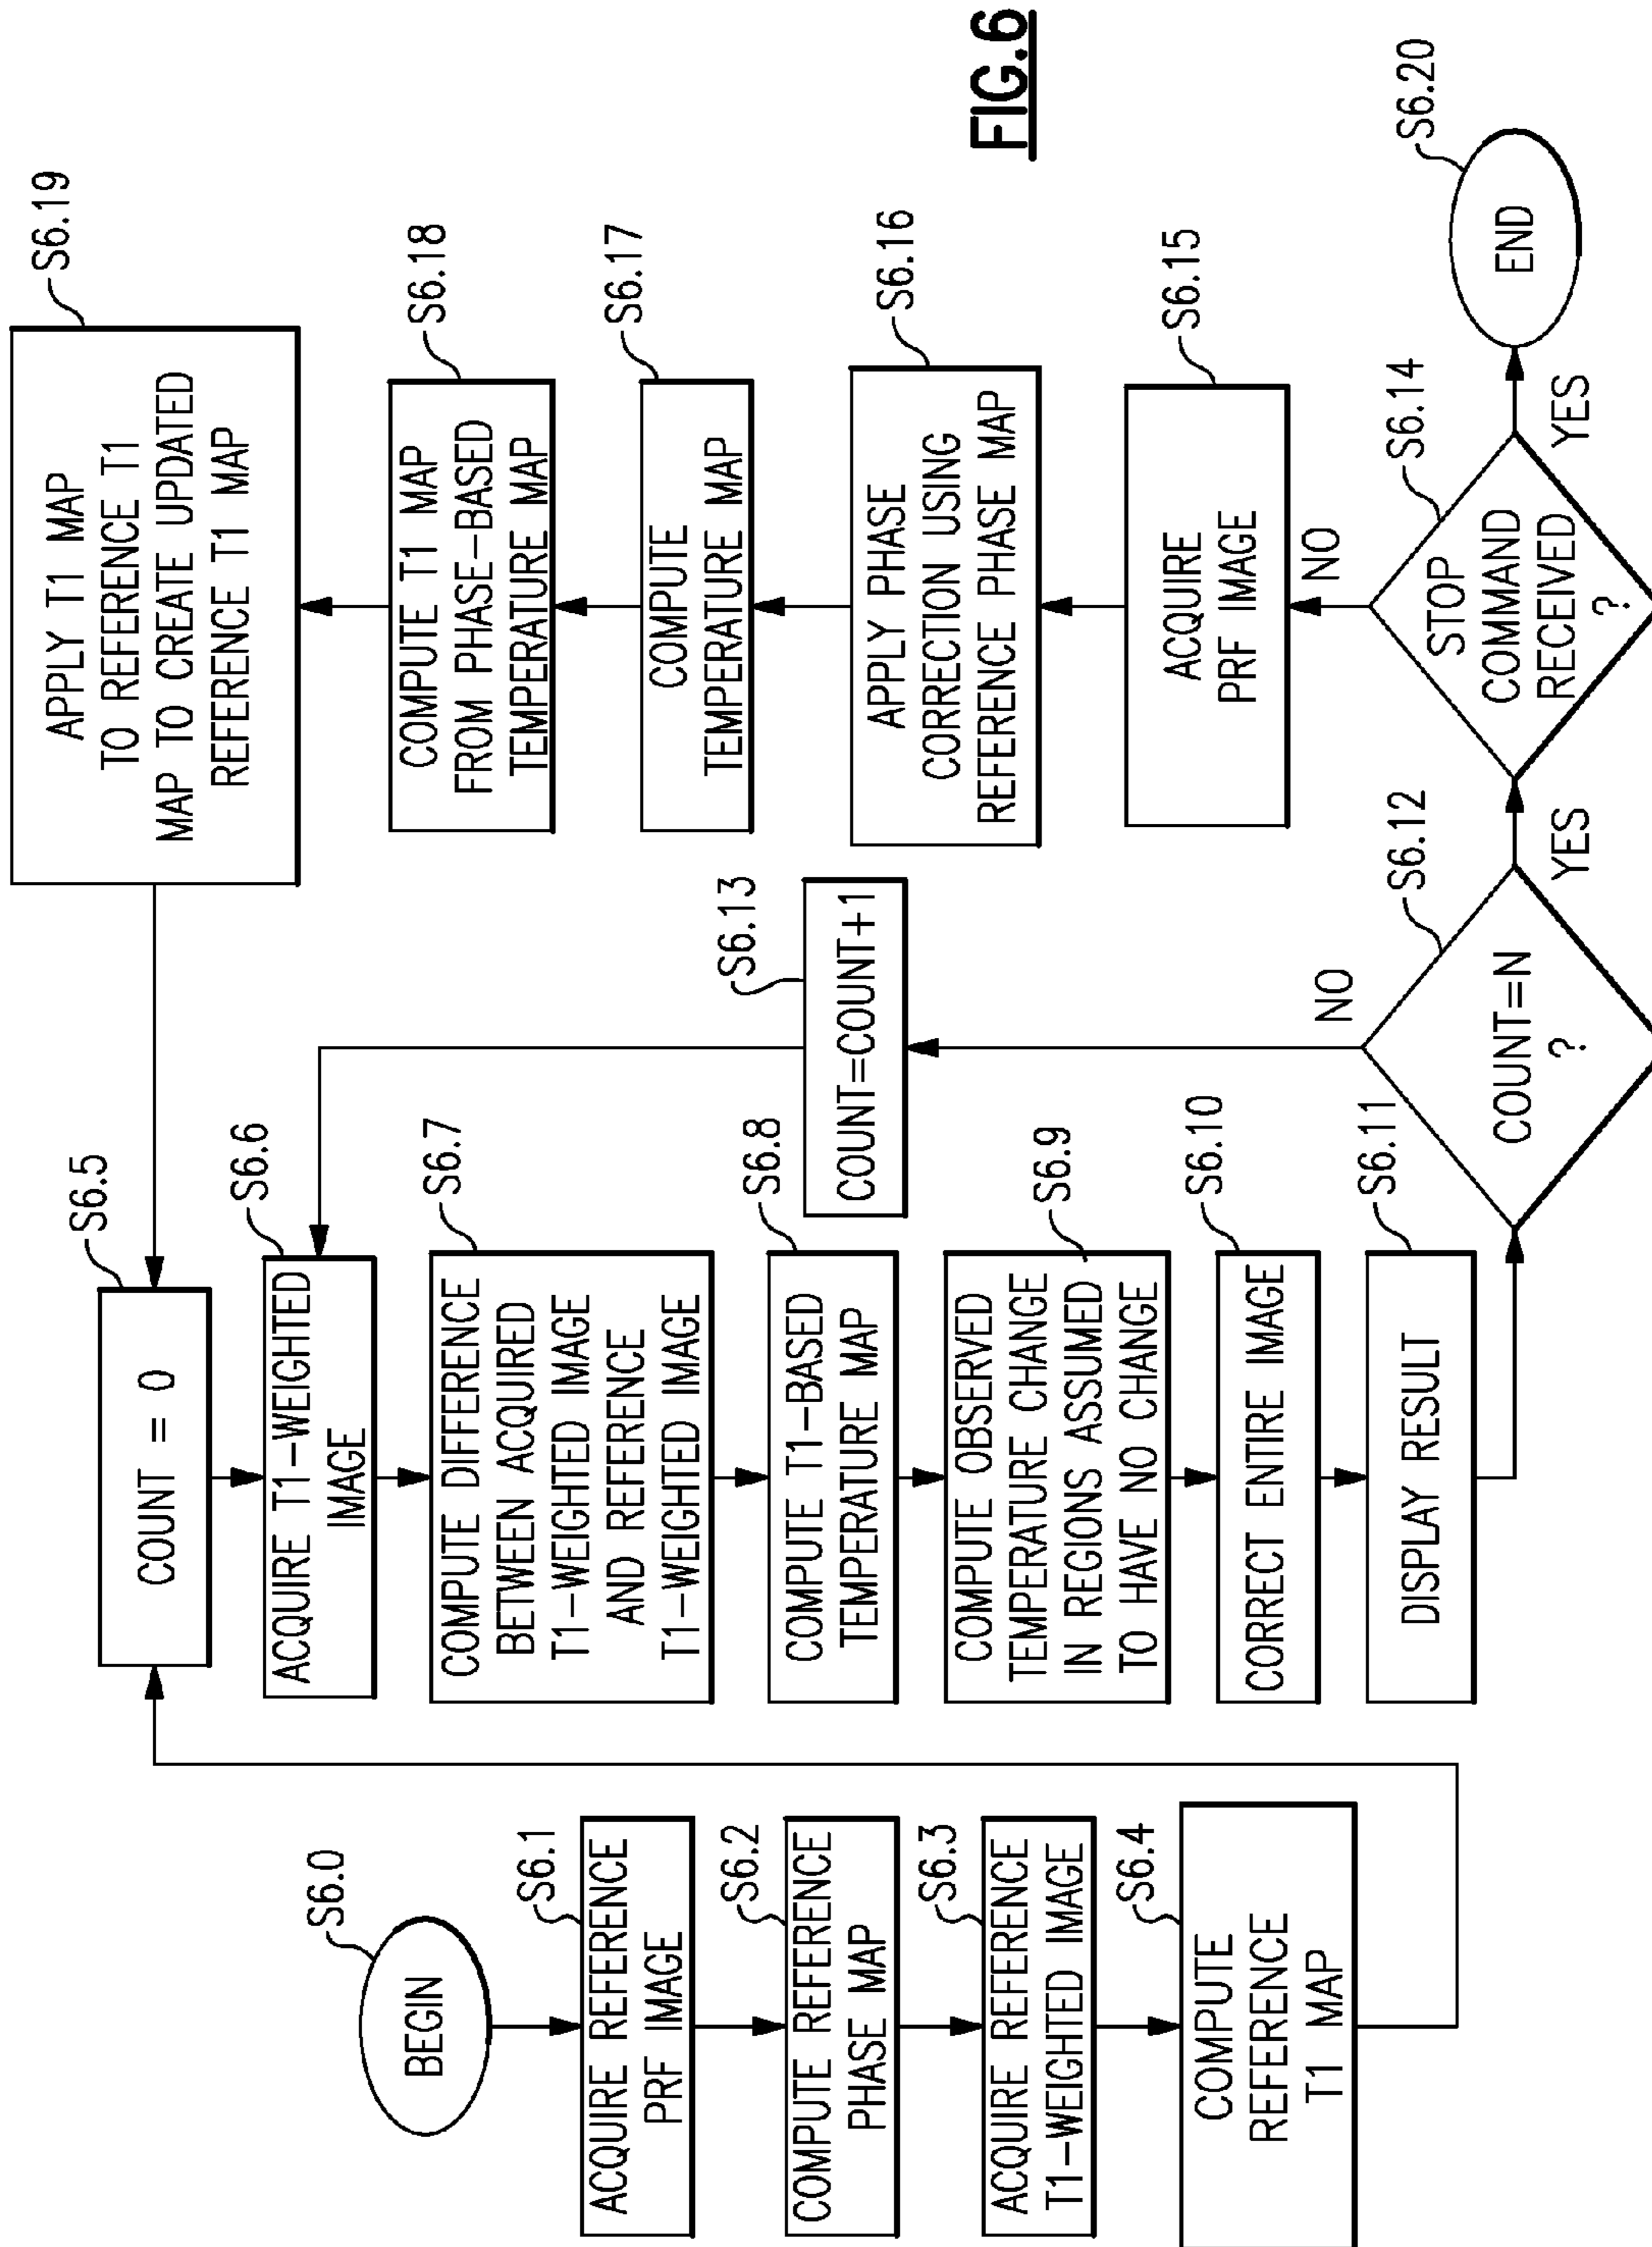 S6.0
BEGIN
S6.1
ACQUIRE REFERENCE
PRF IMAGE
S6.2
COMPUTE REFERENCE
PHASE MAP
S6.3
ACQUIRE REFERENCE
T1-WEIGHTED IMAGE
S6.4
COMPUTE
REFERENCE
T1 MAP
S6.5
COUNT = 0
S6.6
ACQUIRE T1-WEIGHTED
IMAGE
S6.7
COMPUTE DIFFERENCE
BETWEEN ACQUIRED
T1-WEIGHTED IMAGE
AND REFERENCE
T1-WEIGHTED IMAGE
S6.8
COMPUTE T1-BASED
TEMPERATURE MAP
S6.9
COMPUTE OBSERVED
TEMPERATURE CHANGE
IN REGIONS ASSUMED
TO HAVE NO CHANGE
S6.10
CORRECT ENTIRE IMAGE
S6.11
DISPLAY RESULT
S6.12
COUNT=N
?
NO
YES
S6.13
COUNT=COUNT+1
S6.14
STOP
COMMAND
RECEIVED
?
NO
YES
S6.15
ACQUIRE
PRF IMAGE
S6.16
APPLY PHASE
CORRECTION USING
REFERENCE PHASE MAP
S6.17
COMPUTE
TEMPERATURE MAP
S6.18
COMPUTE T1 MAP
FROM PHASE-BASED
TEMPERATURE MAP
S6.19
APPLY T1 MAP
TO REFERENCE T1
MAP TO CREATE UPDATED
REFERENCE T1 MAP
S6.20
END
FIG.6